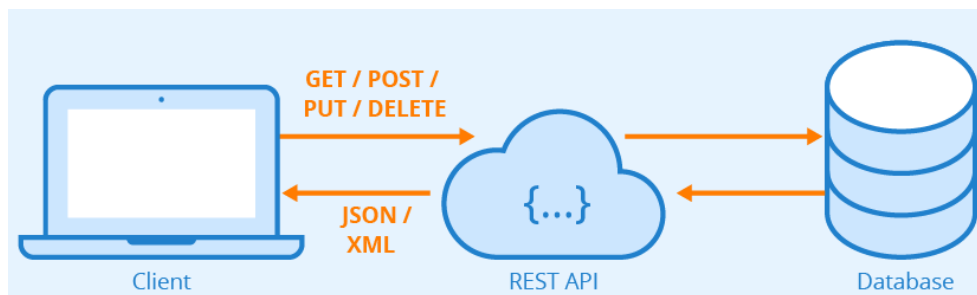 GET / POST /
PUT / DELETE
{...}
JSON /
XML
Client
REST API
Database